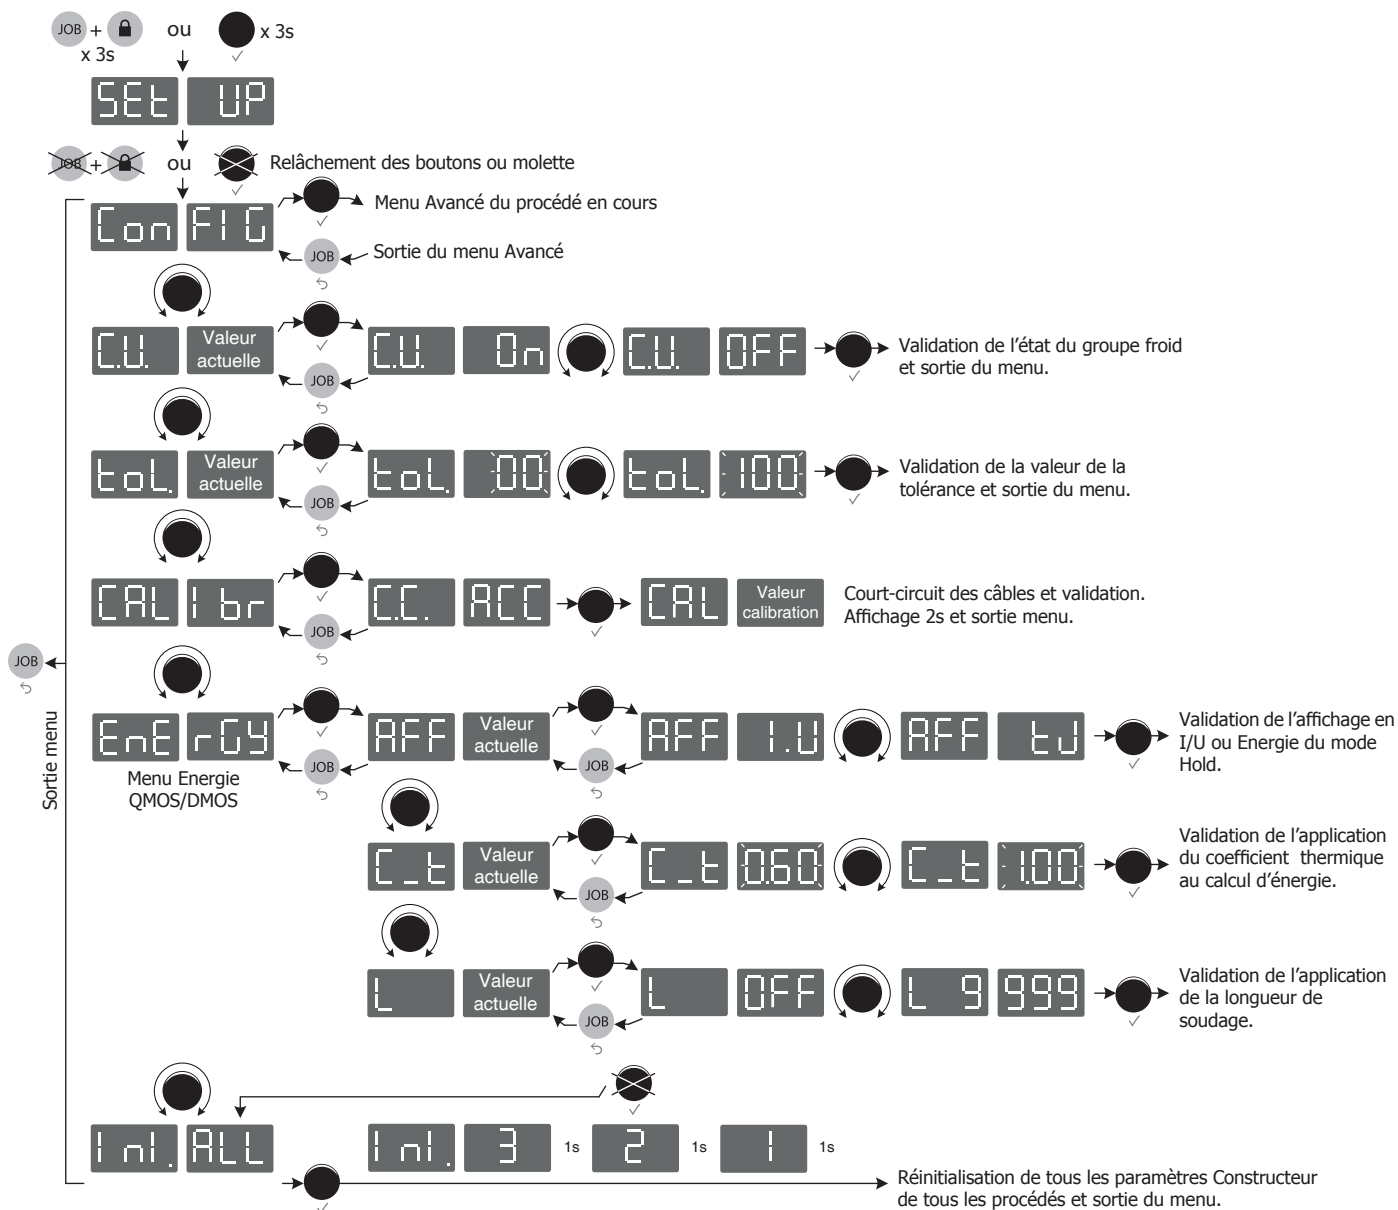 JOB + ou x 3s
x 3s
SEt UP
JOB + ou Relâchement des boutons ou molette
Con FIG Menu Avancé du procédé en cours
JOB Sortie du menu Avancé
C.U. Valeur actuelle C.U. On C.U. OFF Validation de l'état du groupe froid
et sortie du menu.
JOB
toL. Valeur actuelle toL. 00 toL. 100 Validation de la valeur de la
tolérance et sortie du menu.
JOB
CAL Ibr C.C. ACC CAL Valeur calibration Court-circuit des câbles et validation.
Affichage 2s et sortie menu.
JOB
JOB
Sortie menu
EnE rGY AFF Valeur actuelle AFF I.U AFF tJ Validation de l'affichage en
I/U ou Energie du mode
Hold.
JOB JOB
Menu Energie
QMOS/DMOS
C_t Valeur actuelle C_t 0.60 C_t 1.00 Validation de l'application
du coefficient thermique
au calcul d'énergie.
JOB
L Valeur actuelle L OFF L 9 999 Validation de l'application
de la longueur de
soudage.
JOB
InI. ALL InI. 3 1s 2 1s 1 1s
Réinitialisation de tous les paramètres Constructeur
de tous les procédés et sortie du menu.